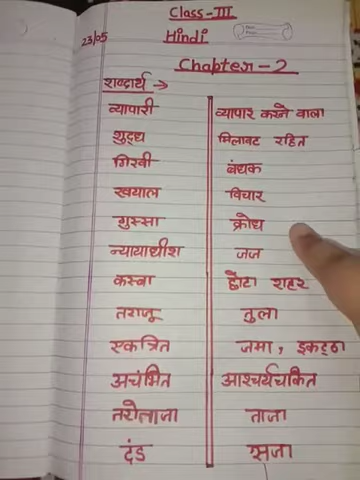 Class-III
23/05 Hindi
Chapter-2
शब्दार्थ →
व्यापारी व्यापार करने वाला
शुद्ध मिलावट रहित
गिरवी बंधक
खयाल विचार
गुस्सा क्रोध
न्यायाधीश जज
कस्बा छोटा शहर
तराजू तुला
एकत्रित जमा, इकट्ठा
अचंभित आश्चर्यचकित
तरोताजा ताजा
दंड सजा